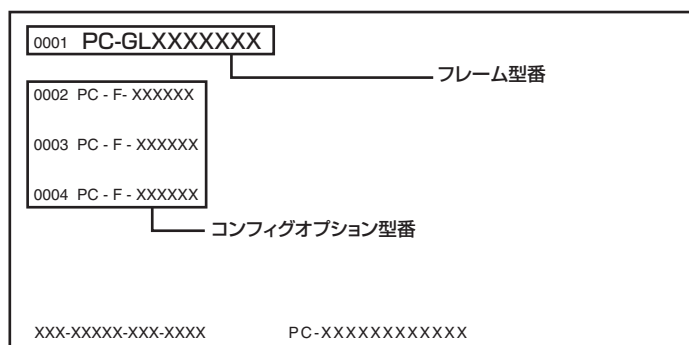 0001 PC-GLXXXXXXX
フレーム型番
0002 PC - F- XXXXXX
0003 PC - F - XXXXXX
0004 PC - F - XXXXXX
コンフィグオプション型番
XXX-XXXXX-XXX-XXXX PC-XXXXXXXXXXXX